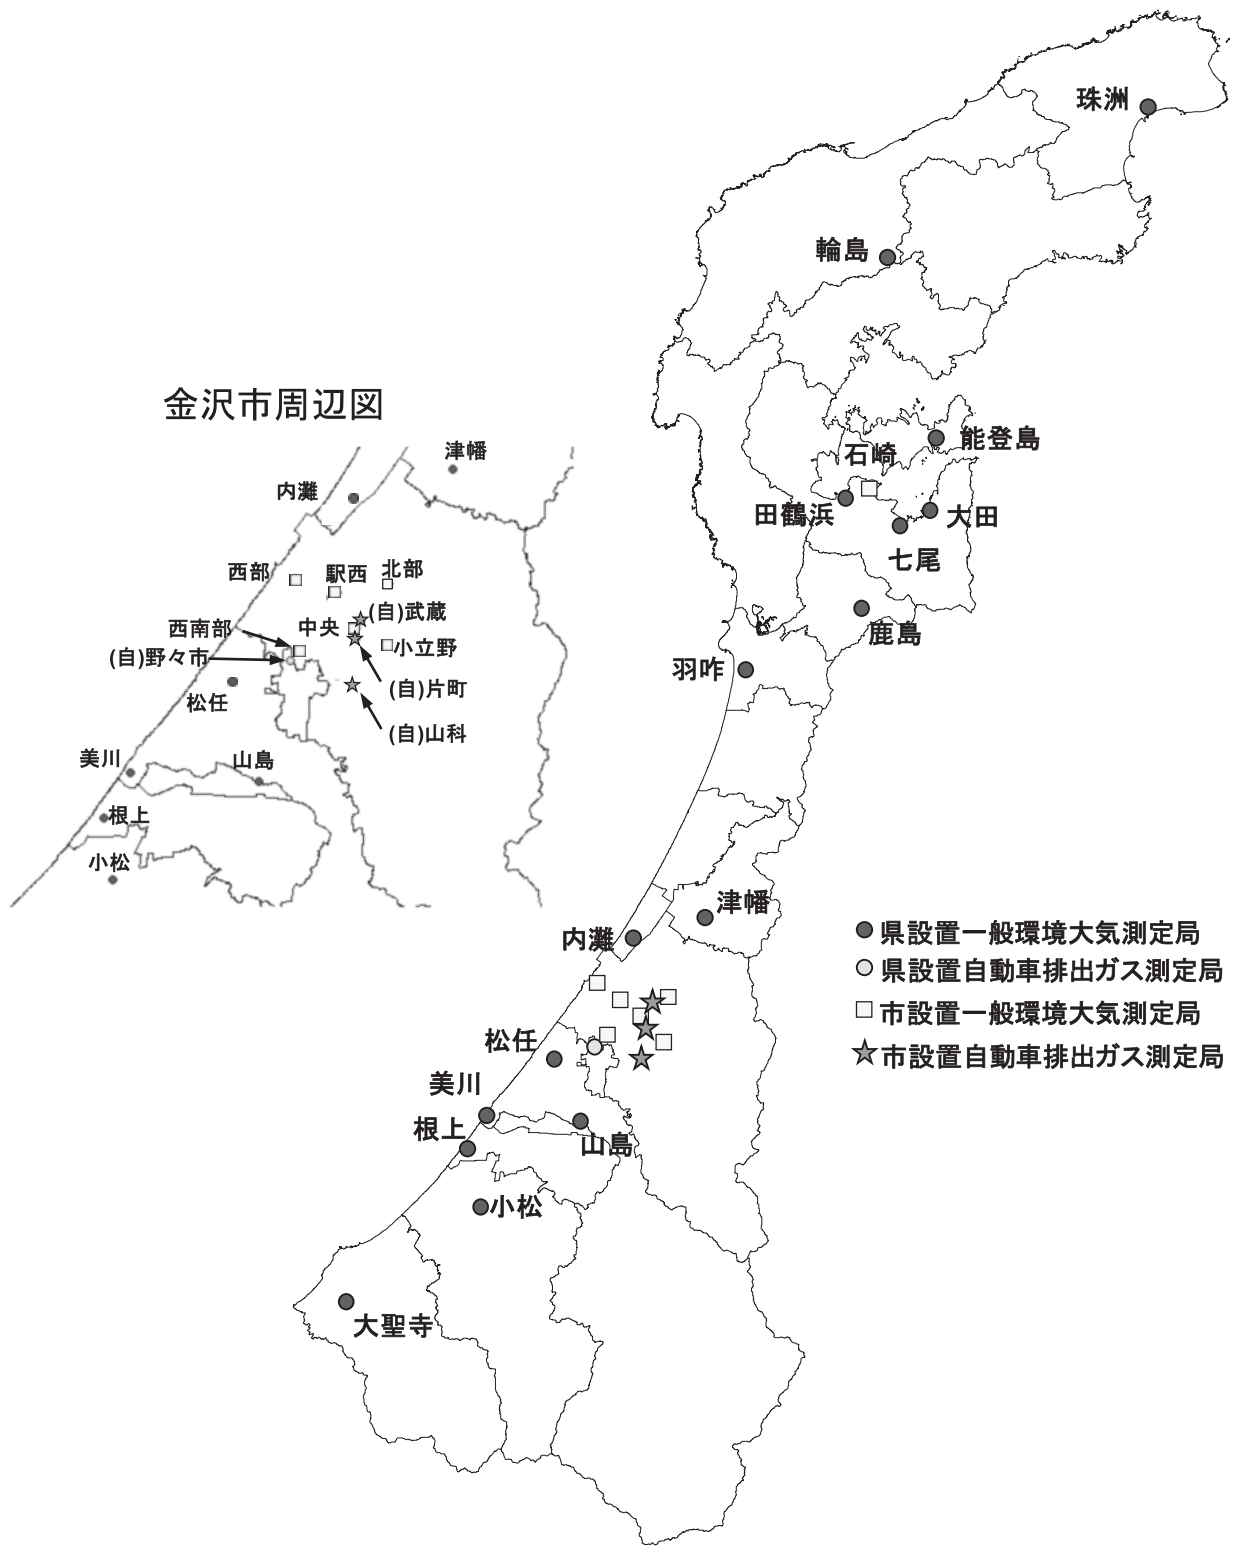 珠洲
輪島
能登島
石崎
田鶴浜
大田
七尾
鹿島
羽咋
金沢市周辺図
津幡
内灘
西部
駅西
北部
(自)武蔵
西南部
中央
小立野
(自)野々市
(自)片町
松任
(自)山科
美川
山島
根上
小松
津幡
内灘
松任
美川
根上
山島
小松
大聖寺
県設置一般環境大気測定局
県設置自動車排出ガス測定局
市設置一般環境大気測定局
市設置自動車排出ガス測定局